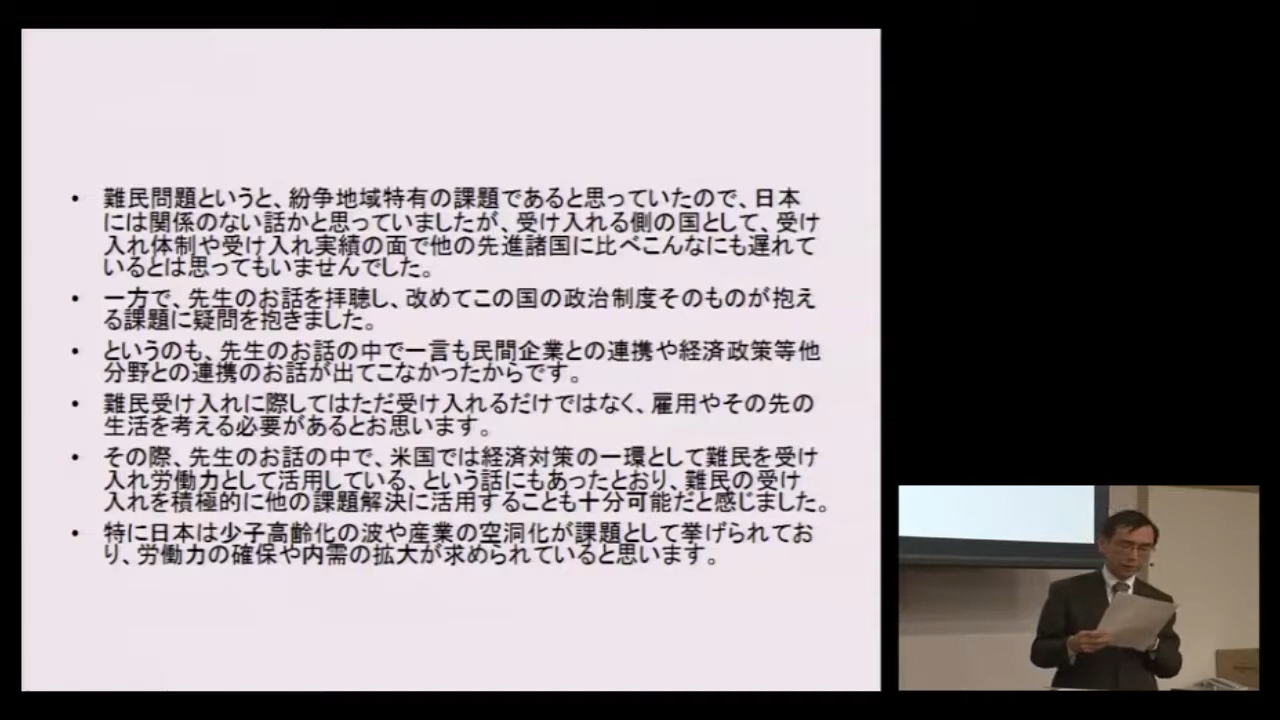 • 難民問題というと、紛争地域特有の課題であると思っていたので、日本
には関係のない話かと思っていましたが、受け入れる側の国として、受け
入れ体制や受け入れ実績の面で他の先進諸国に比べこんなにも遅れて
いるとは思ってもいませんでした。
• 一方で、先生のお話を拝聴し、改めてこの国の政治制度そのものが抱え
る課題に疑問を抱きました。
• というのも、先生のお話の中で一言も民間企業との連携や経済政策等他
分野との連携のお話が出てこなかったからです。
• 難民受け入れに際してはただ受け入れるだけではなく、雇用やその先の
生活を考える必要があるとお思います。
• その際、先生のお話の中で、米国では経済対策の一環として難民を受け
入れ労働力として活用している、という話にもあったとおり、難民の受け
入れを積極的に他の課題解決に活用することも十分可能だと感じました。
• 特に日本は少子高齢化の波や産業の空洞化が課題として挙げられてお
り、労働力の確保や内需の拡大が求められていると思います。